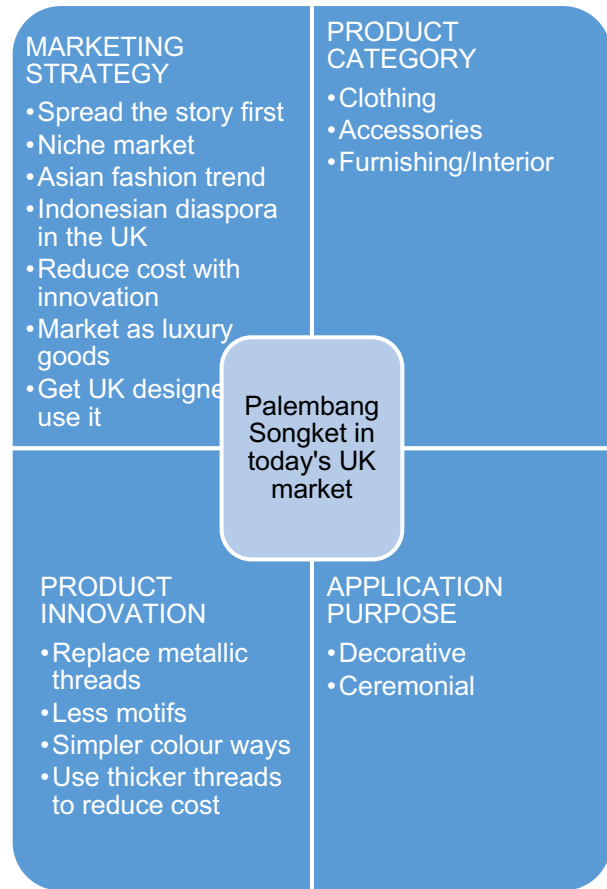 MARKETING
STRATEGY
•Spread the story first
•Niche market
•Asian fashion trend
•Indonesian diaspora
in the UK
•Reduce cost with
innovation
•Market as luxury
goods
•Get UK designe
use it
PRODUCT
CATEGORY
•Clothing
•Accessories
•Furnishing/Interior
Palembang
Songket in
today's UK
market
PRODUCT
INNOVATION
•Replace metallic
threads
•Less motifs
•Simpler colour ways
•Use thicker threads
to reduce cost
APPLICATION
PURPOSE
•Decorative
•Ceremonial